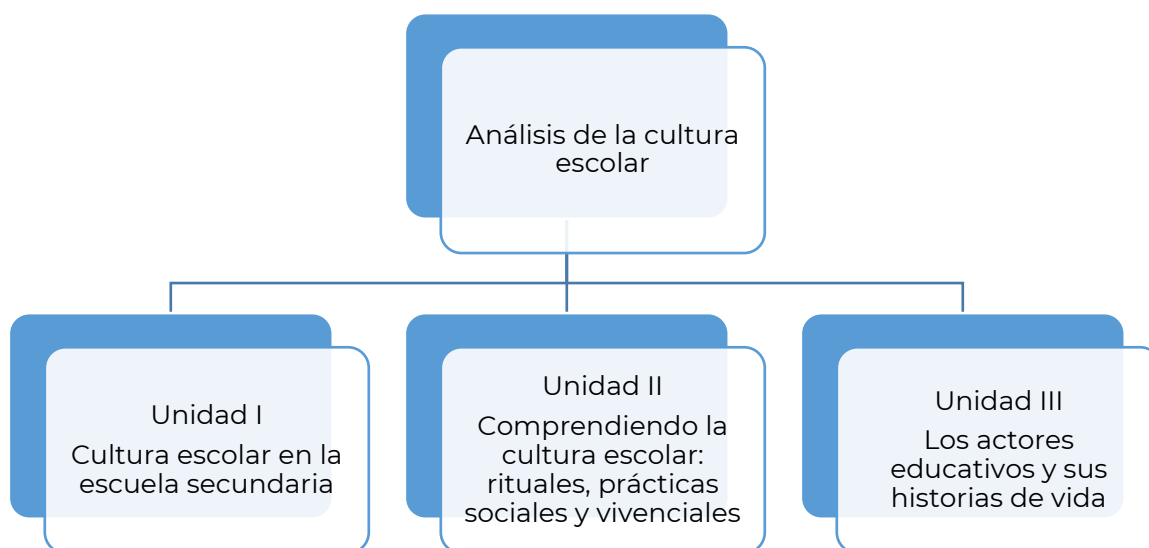 Análisis de la cultura
escolar
Unidad I
Cultura escolar en la
escuela secundaria
Unidad II
Comprendiendo la
cultura escolar:
rituales, prácticas
sociales y vivenciales
Unidad III
Los actores
educativos y sus
historias de vida